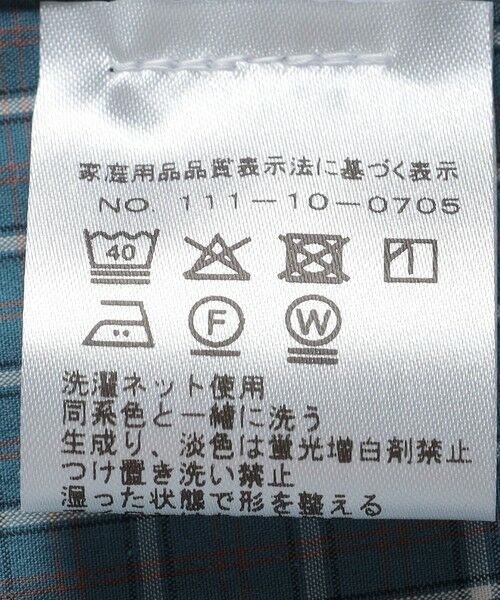 家庭用品品質表示法に基づく表示
NO. 111-10-0705
40
F W
洗濯ネット使用
同系色と一緒に洗う
生成り、淡色は蛍光増白剤禁止
つけ置き洗い禁止
湿った状態で形を整える